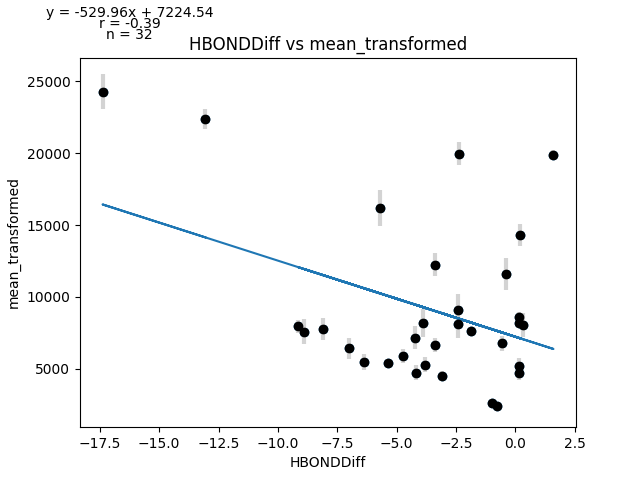 y = -529.96x + 7224.54
r = -0.39
n = 32
HBONDDiff vs mean_transformed
25000
20000
15000
10000
5000
mean_transformed
−17.5 −15.0 −12.5 −10.0 −7.5 −5.0 −2.5 0.0 2.5
HBONDDiff